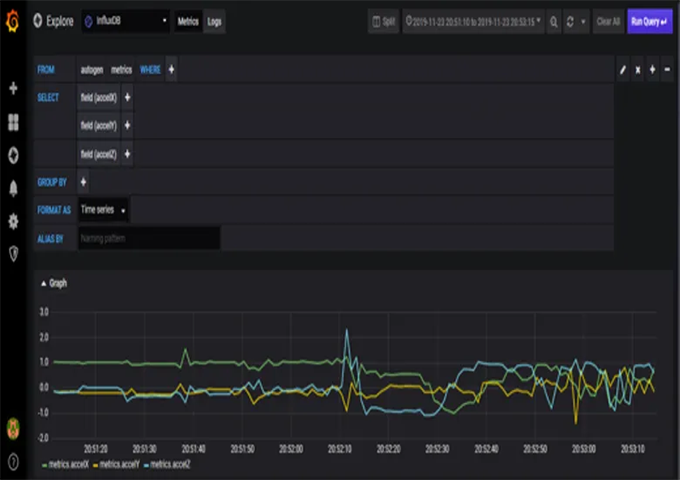 Explore InfluxDB Metrics Logs Split 2019-11-23 20:51:10 to 2019-11-23 20:53:15 Clear All Run Query
FROM autogen metrics WHERE +
SELECT field (accelX) +
field (accelY) +
field (accelZ) +
GROUP BY +
FORMAT AS Time series
ALIAS BY Naming pattern
Graph
3.0
2.0
1.0
0.0
-1.0
-2.0
20:51:20 20:51:30 20:51:40 20:51:50 20:52:00 20:52:10 20:52:20 20:52:30 20:52:40 20:52:50 20:53:00 20:53:10
metrics.accelX metrics.accelY metrics.accelZ